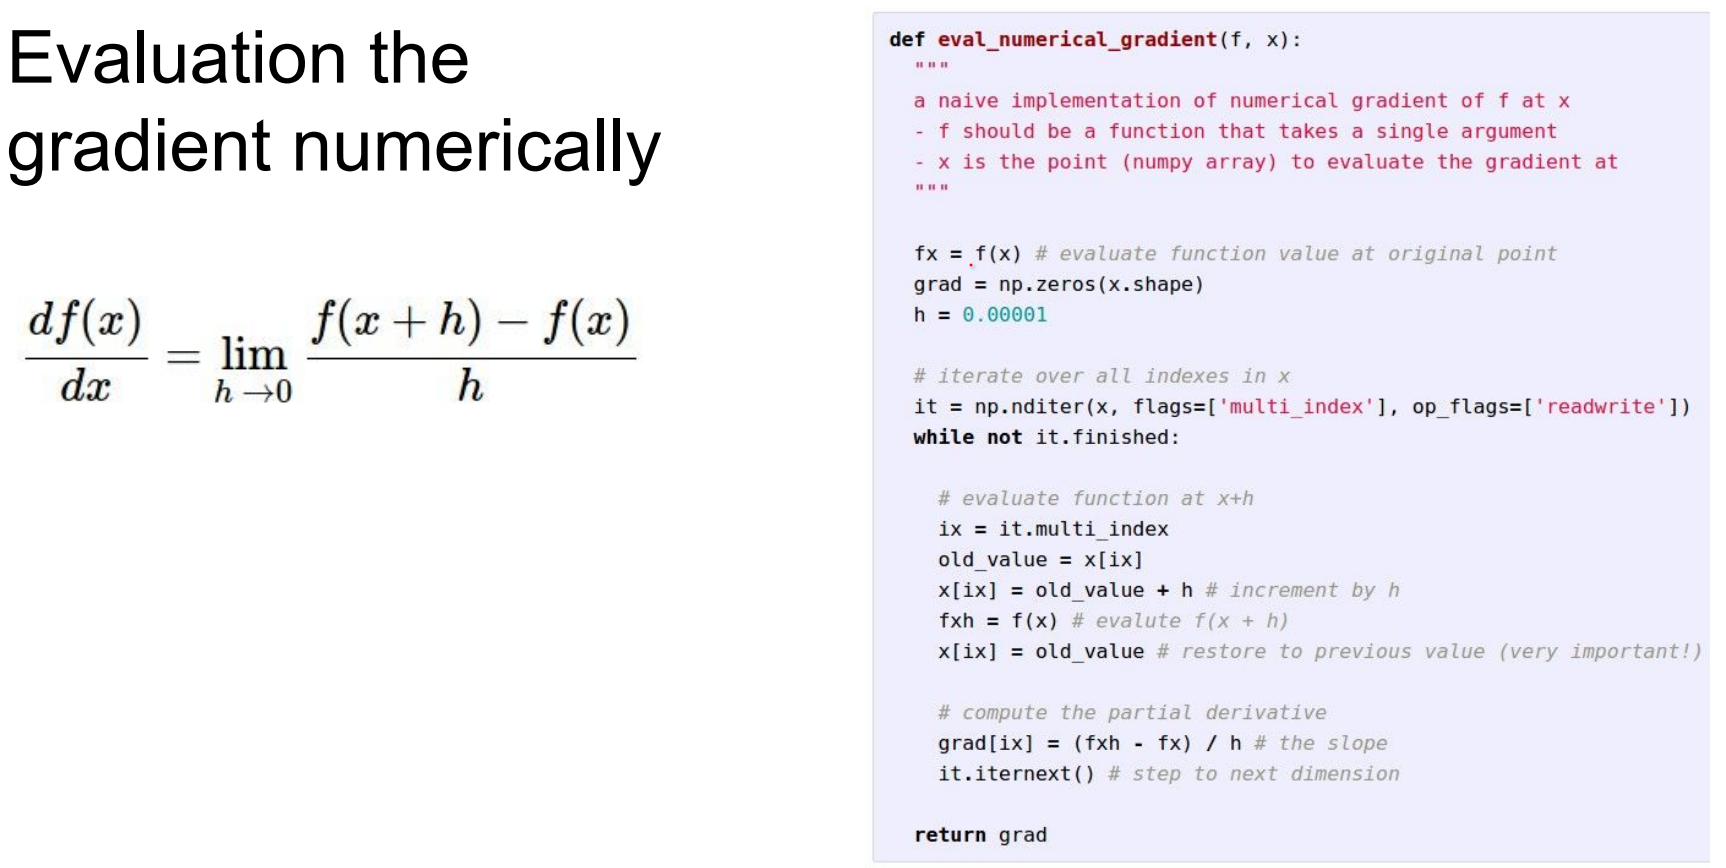 Evaluation the
gradient numerically
df(x)/dx = lim h→0 f(x + h) − f(x)/h
def eval_numerical_gradient(f, x):
"""
a naive implementation of numerical gradient of f at x
- f should be a function that takes a single argument
- x is the point (numpy array) to evaluate the gradient at
"""
fx = f(x) # evaluate function value at original point
grad = np.zeros(x.shape)
h = 0.00001
# iterate over all indexes in x
it = np.nditer(x, flags=['multi_index'], op_flags=['readwrite'])
while not it.finished:
# evaluate function at x+h
ix = it.multi_index
old_value = x[ix]
x[ix] = old_value + h # increment by h
fxh = f(x) # evalute f(x + h)
x[ix] = old_value # restore to previous value (very important!)
# compute the partial derivative
grad[ix] = (fxh - fx) / h # the slope
it.iternext() # step to next dimension
return grad